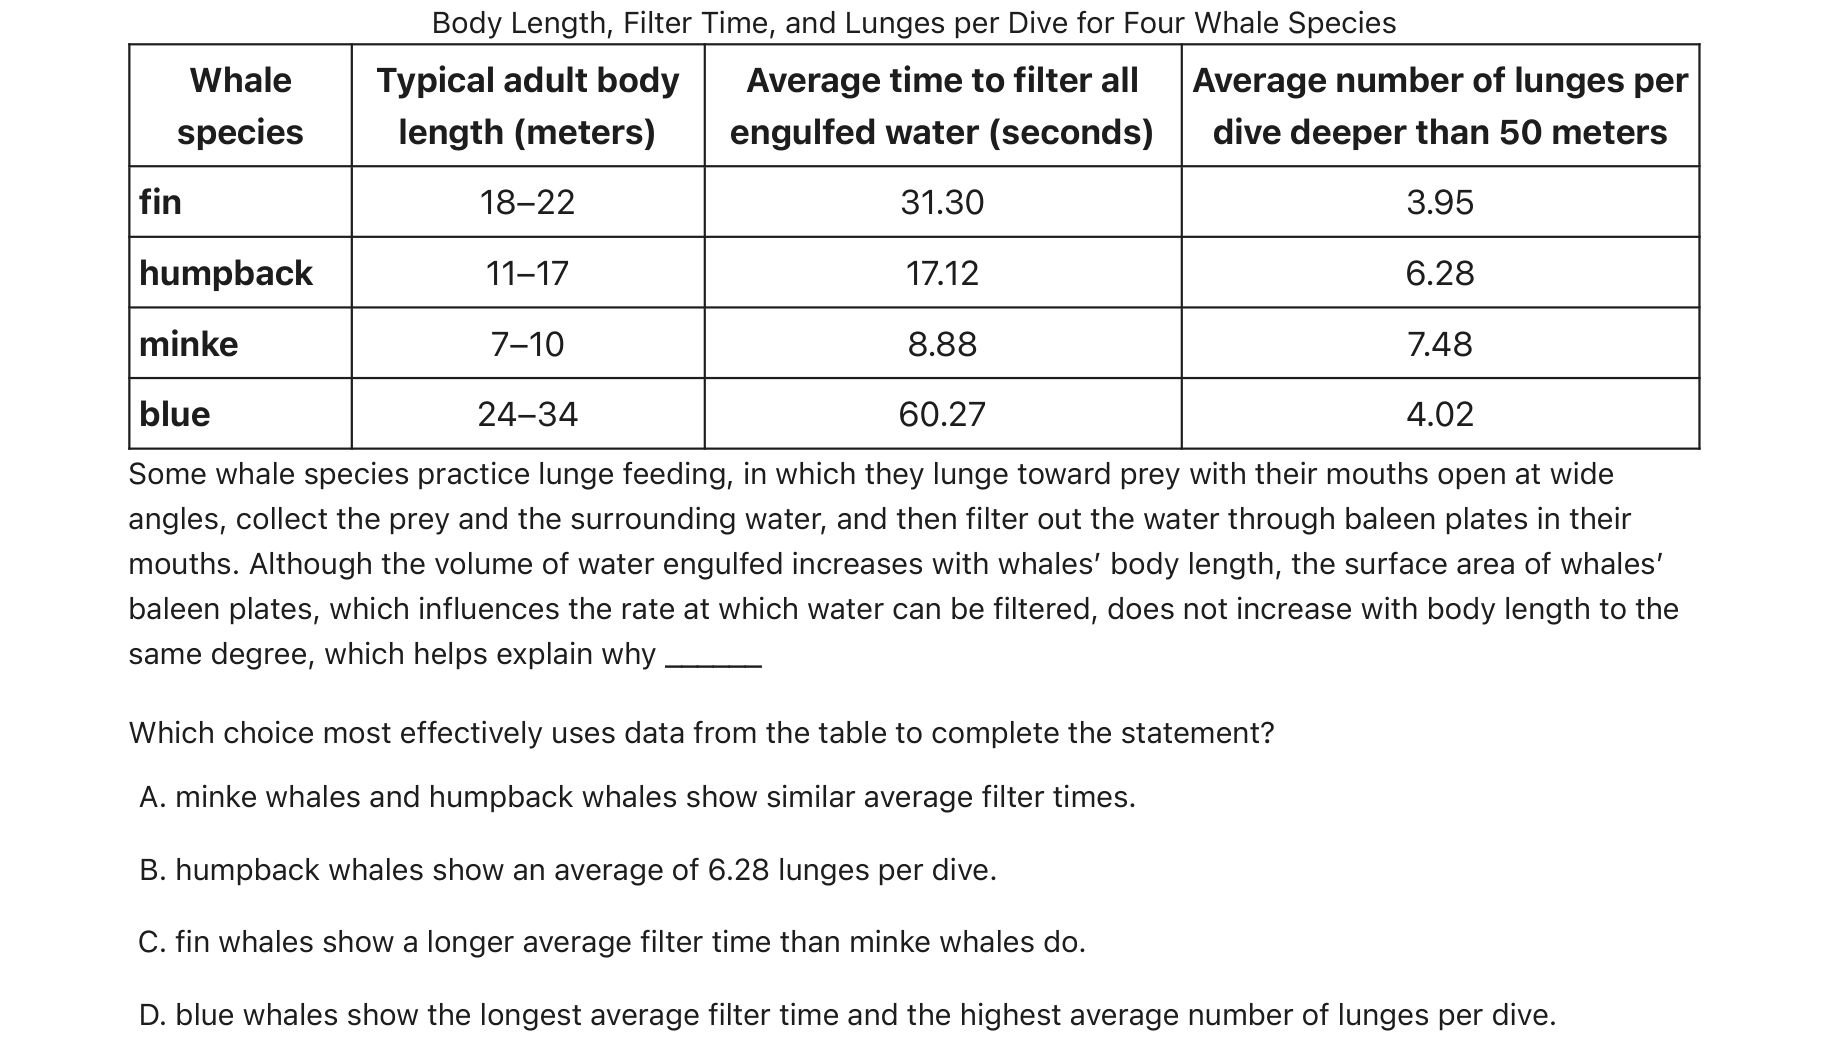 Body Length, Filter Time, and Lunges per Dive for Four Whale Species
Whale species | Typical adult body length (meters) | Average time to filter all engulfed water (seconds) | Average number of lunges per dive deeper than 50 meters
fin | 18–22 | 31.30 | 3.95
humpback | 11–17 | 17.12 | 6.28
minke | 7–10 | 8.88 | 7.48
blue | 24–34 | 60.27 | 4.02
Some whale species practice lunge feeding, in which they lunge toward prey with their mouths open at wide
angles, collect the prey and the surrounding water, and then filter out the water through baleen plates in their
mouths. Although the volume of water engulfed increases with whales’ body length, the surface area of whales’
baleen plates, which influences the rate at which water can be filtered, does not increase with body length to the
same degree, which helps explain why ______
Which choice most effectively uses data from the table to complete the statement?
A. minke whales and humpback whales show similar average filter times.
B. humpback whales show an average of 6.28 lunges per dive.
C. fin whales show a longer average filter time than minke whales do.
D. blue whales show the longest average filter time and the highest average number of lunges per dive.